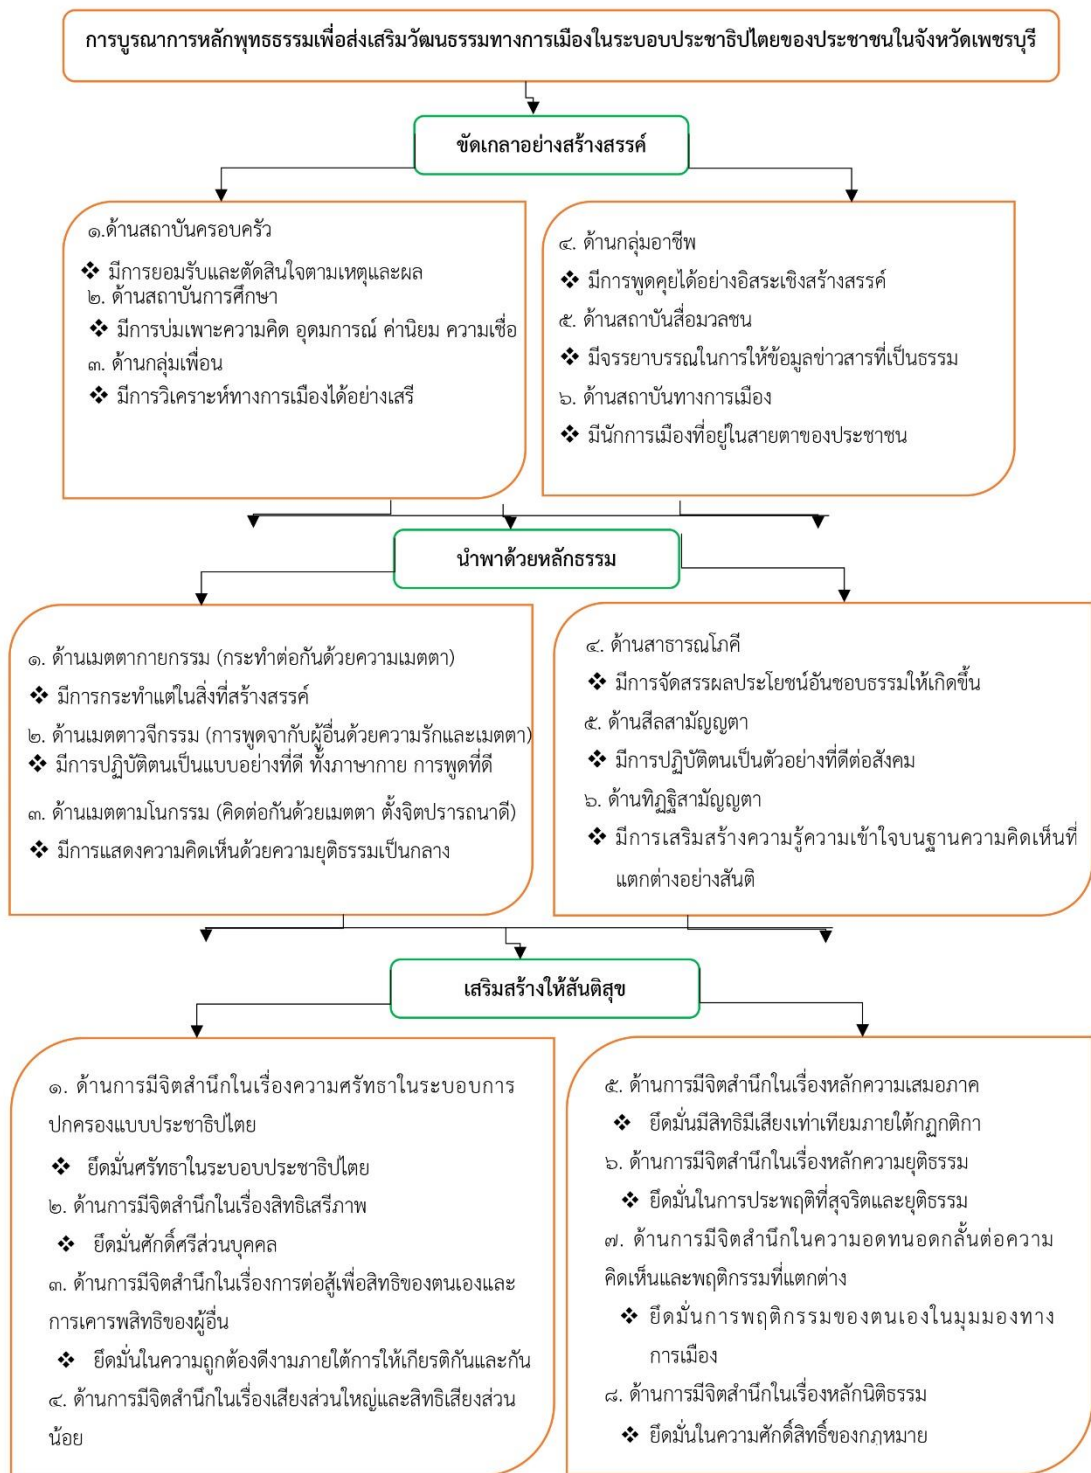 การบูรณาการหลักพุทธธรรมเพื่อส่งเสริมวัฒนธรรมทางการเมืองในระบอบประชาธิปไตยของประชาชนในจังหวัดเพชรบุรี
ขัดเกลาอย่างสร้างสรรค์
๑.ด้านสถาบันครอบครัว
❖ มีการยอมรับและตัดสินใจตามเหตุและผล
๒. ด้านสถาบันการศึกษา
❖ มีการบ่มเพาะความคิด อุดมการณ์ ค่านิยม ความเชื่อ
๓. ด้านกลุ่มเพื่อน
❖ มีการวิเคราะห์ทางการเมืองได้อย่างเสรี
๔. ด้านกลุ่มอาชีพ
❖ มีการพูดคุยได้อย่างอิสระเชิงสร้างสรรค์
๕. ด้านสถาบันสื่อมวลชน
❖ มีจรรยาบรรณในการให้ข้อมูลข่าวสารที่เป็นธรรม
๖. ด้านสถาบันทางการเมือง
❖ มีนักการเมืองที่อยู่ในสายตาของประชาชน
นำพาด้วยหลักธรรม
๑. ด้านเมตตากายกรรม (กระทำต่อกันด้วยความเมตตา)
❖ มีการกระทำแต่ในสิ่งที่สร้างสรรค์
๒. ด้านเมตตาวจีกรรม (การพูดจากับผู้อื่นด้วยความรักและเมตตา)
❖ มีการปฏิบัติตนเป็นแบบอย่างที่ดี ทั้งภาษากาย การพูดที่ดี
๓. ด้านเมตตามโนกรรม (คิดต่อกันด้วยเมตตา ตั้งจิตปรารถนาดี)
❖ มีการแสดงความคิดเห็นด้วยความยุติธรรมเป็นกลาง
๔. ด้านสาธารณโภคี
❖ มีการจัดสรรผลประโยชน์อันชอบธรรมให้เกิดขึ้น
๕. ด้านสีลสามัญญตา
❖ มีการปฏิบัติตนเป็นตัวอย่างที่ดีต่อสังคม
๖. ด้านทิฏฐิสามัญญตา
❖ มีการเสริมสร้างความรู้ความเข้าใจบนฐานความคิดเห็นที่
แตกต่างอย่างสันติ
เสริมสร้างให้สันติสุข
๑. ด้านการมีจิตสำนึกในเรื่องความศรัทธาในระบอบการ
ปกครองแบบประชาธิปไตย
❖ ยึดมั่นศรัทธาในระบอบประชาธิปไตย
๒. ด้านการมีจิตสำนึกในเรื่องสิทธิเสรีภาพ
❖ ยึดมั่นศักดิ์ศรีส่วนบุคคล
๓. ด้านการมีจิตสำนึกในเรื่องการต่อสู้เพื่อสิทธิของตนเองและ
การเคารพสิทธิของผู้อื่น
❖ ยึดมั่นในความถูกต้องดีงามภายใต้การให้เกียรติกันและกัน
๔. ด้านการมีจิตสำนึกในเรื่องเสียงส่วนใหญ่และสิทธิเสียงส่วน
น้อย
๕. ด้านการมีจิตสำนึกในเรื่องหลักความเสมอภาค
❖ ยึดมั่นมีสิทธิมีเสียงเท่าเทียมภายใต้กฏกติกา
๖. ด้านการมีจิตสำนึกในเรื่องหลักความยุติธรรม
❖ ยึดมั่นในการประพฤติที่สุจริตและยุติธรรม
๗. ด้านการมีจิตสำนึกในความอดทนอดกลั้นต่อความ
คิดเห็นและพฤติกรรมที่แตกต่าง
❖ ยึดมั่นการพฤติกรรมของตนเองในมุมมองทาง
การเมือง
๘. ด้านการมีจิตสำนึกในเรื่องหลักนิติธรรม
❖ ยึดมั่นในความศักดิ์สิทธิ์ของกฎหมาย